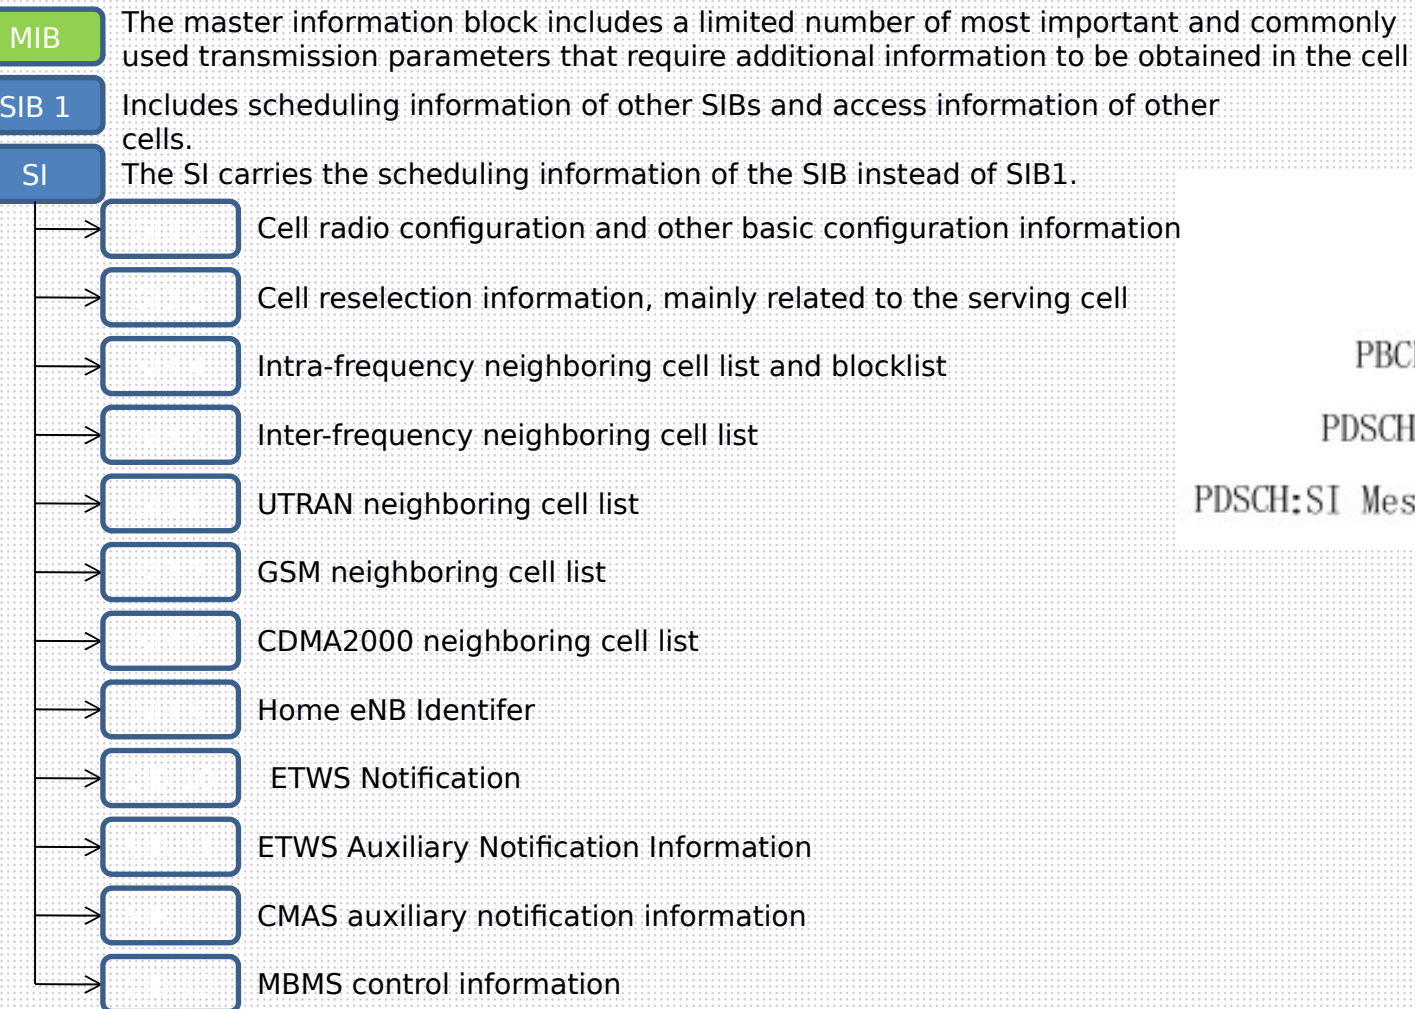 MIB
The master information block includes a limited number of most important and commonly
used transmission parameters that require additional information to be obtained in the cell
SIB 1
Includes scheduling information of other SIBs and access information of other
cells.
SI
The SI carries the scheduling information of the SIB instead of SIB1.
Cell radio configuration and other basic configuration information
Cell reselection information, mainly related to the serving cell
PBC
Intra-frequency neighboring cell list and blocklist
PDSCH
Inter-frequency neighboring cell list
PDSCH:SI Mes
UTRAN neighboring cell list
GSM neighboring cell list
CDMA2000 neighboring cell list
Home eNB Identifer
ETWS Notification
ETWS Auxiliary Notification Information
CMAS auxiliary notification information
MBMS control information